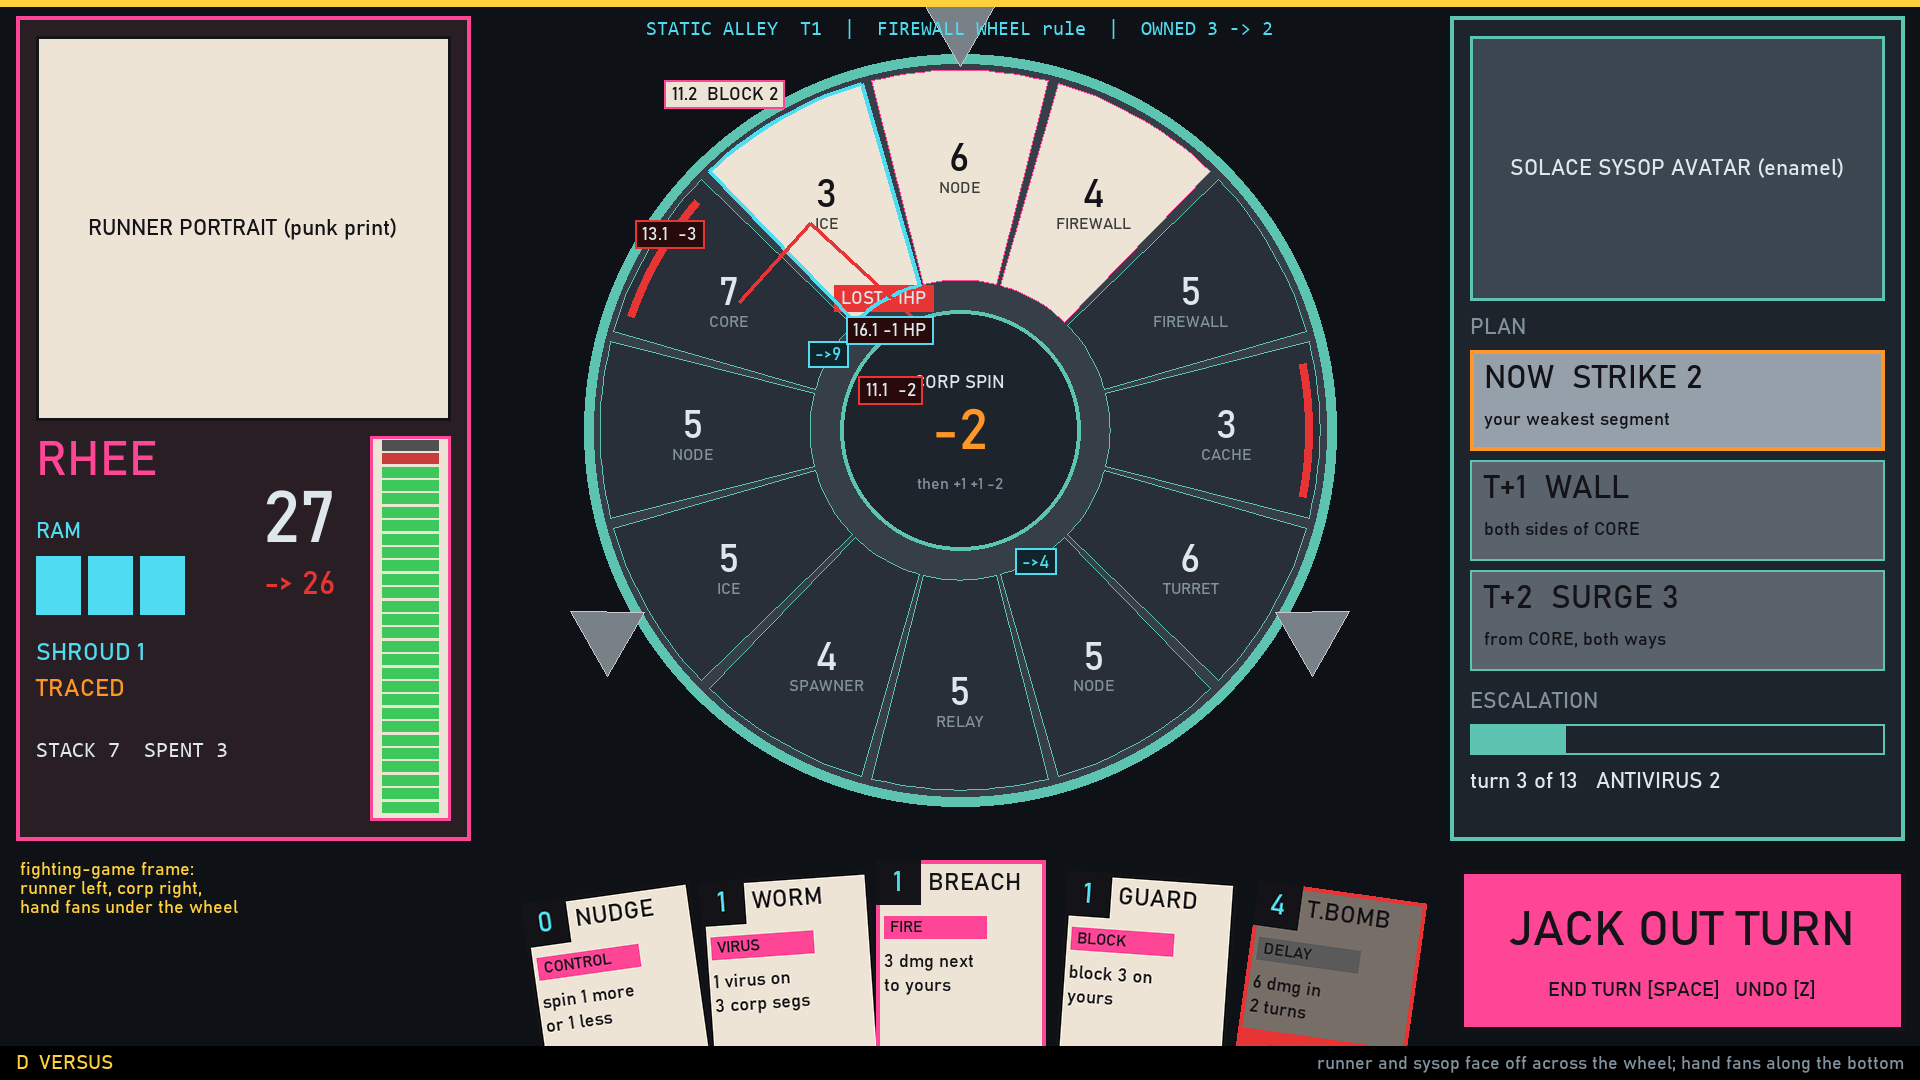 STATIC ALLEY  T1  |  FIREWALL WHEEL rule  |  OWNED 3 -> 2
RUNNER PORTRAIT (punk print)
RHEE
27
-> 26
RAM
SHROUD 1
TRACED
STACK 7  SPENT 3
fighting-game frame:
runner left, corp right,
hand fans under the wheel
11.2  BLOCK 2
6
NODE
3
ICE
4
FIREWALL
13.1  -3
7
CORE
5
FIREWALL
LOST -1HP
16.1 -1 HP
->9
11.1  -2
CORP SPIN
-2
then +1 +1 -2
5
NODE
3
CACHE
5
ICE
->4
6
TURRET
4
SPAWNER
5
RELAY
5
NODE
SOLACE SYSOP AVATAR (enamel)
PLAN
NOW  STRIKE 2
your weakest segment
T+1  WALL
both sides of CORE
T+2  SURGE 3
from CORE, both ways
ESCALATION
turn 3 of 13  ANTIVIRUS 2
0 NUDGE
CONTROL
spin 1 more
or 1 less
1 WORM
VIRUS
1 virus on
3 corp segs
1 BREACH
FIRE
3 dmg next
to yours
1 GUARD
BLOCK
block 3 on
yours
4 T.BOMB
DELAY
6 dmg in
2 turns
JACK OUT TURN
END TURN [SPACE]  UNDO [Z]
D  VERSUS
runner and sysop face off across the wheel; hand fans along the bottom